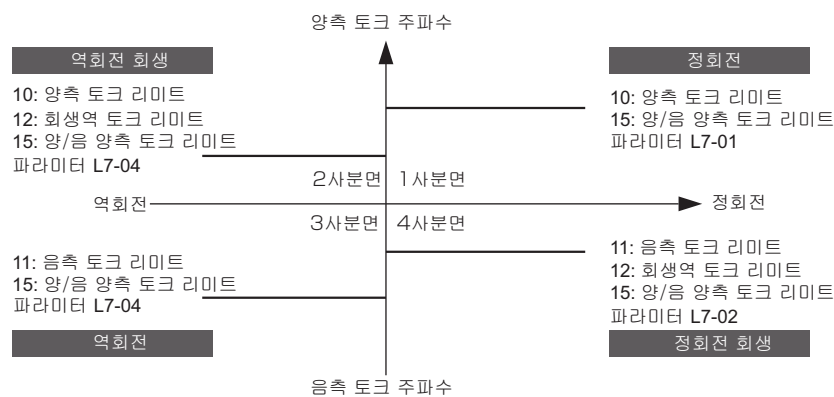 양측 토크 주파수
역회전 회생
10: 양측 토크 리미트
12: 회생역 토크 리미트
15: 양/음 양측 토크 리미트
파라미터 L7-04
정회전
10: 양측 토크 리미트
15: 양/음 양측 토크 리미트
파라미터 L7-01
2사분면
1사분면
역회전
정회전
3사분면
4사분면
11: 음측 토크 리미트
15: 양/음 양측 토크 리미트
파라미터 L7-04
역회전
11: 음측 토크 리미트
12: 회생역 토크 리미트
15: 양/음 양측 토크 리미트
파라미터 L7-02
정회전 회생
음측 토크 주파수